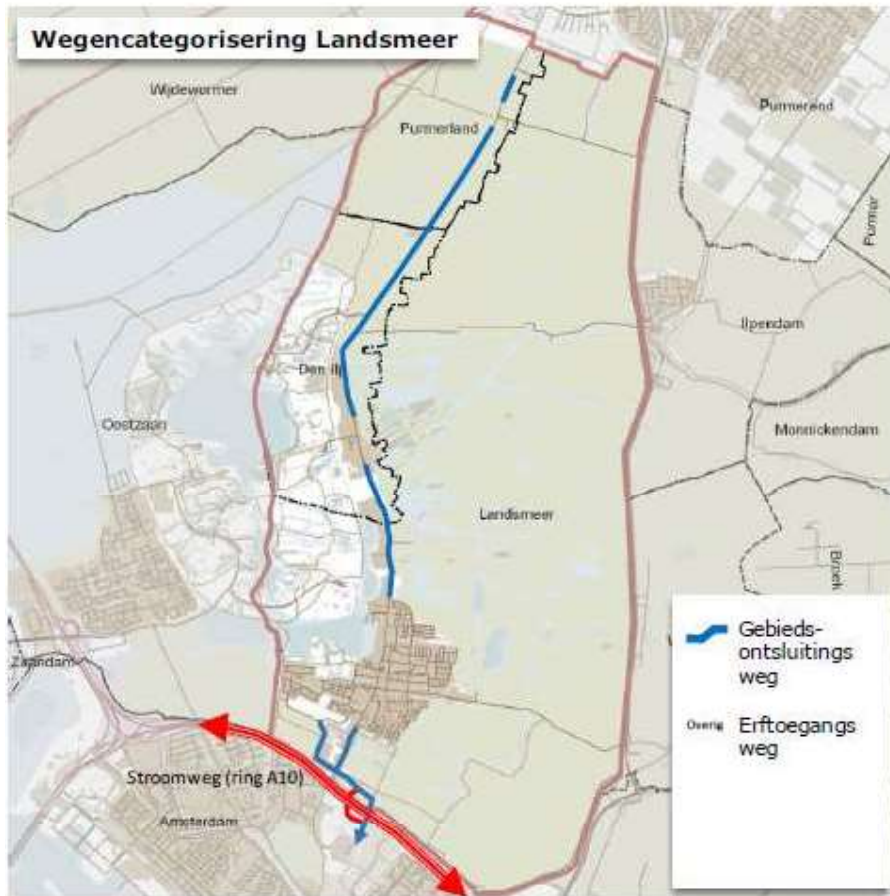 Wegencategorisering Landsmeer
Wijdewormer
Purmerend
Purmerland
Purmer
Ilpendam
Den Ilp
Oostzaan
Monnickendam
Landsmeer
Broek
Gebieds-
ontsluitings
weg
Zaandam
Overig Erftoegangs
weg
Stroomweg (ring A10)
Amsterdam